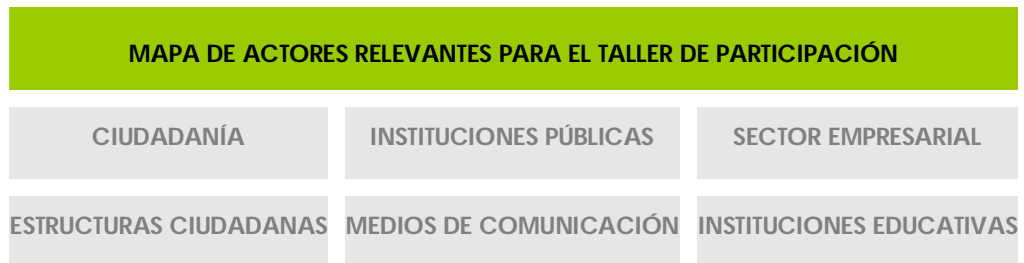 MAPA DE ACTORES RELEVANTES PARA EL TALLER DE PARTICIPACIÓN
CIUDADANÍA
INSTITUCIONES PÚBLICAS
SECTOR EMPRESARIAL
ESTRUCTURAS CIUDADANAS
MEDIOS DE COMUNICACIÓN
INSTITUCIONES EDUCATIVAS